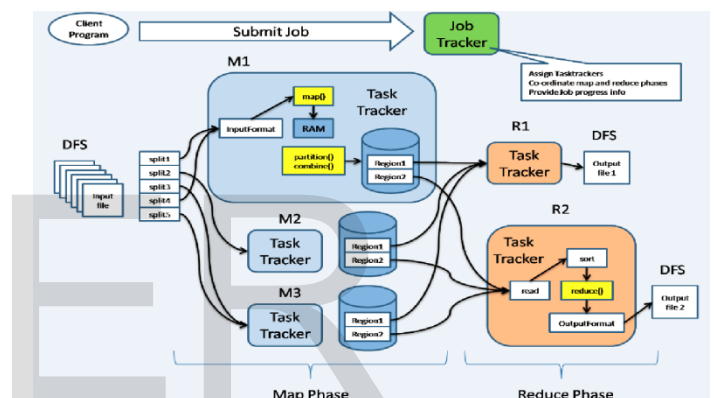 Client
Program
Submit Job
Job
Tracker
Assign Tasktrackers
Co-ordinate map and reduce phases
Provide Job progress info
M1
map()
Task
Tracker
InputFormat
RAM
partition()
combine()
Region1
Region2
DFS
Input
file
split1
split2
split3
split4
split5
M2
Task
Tracker
Region1
Region2
M3
Task
Tracker
Region1
Region2
R1
Task
Tracker
DFS
Output
file 1
R2
Task
Tracker
sort
read
reduce()
OutputFormat
DFS
Output
file 2
Map Phase
Reduce Phase
ER